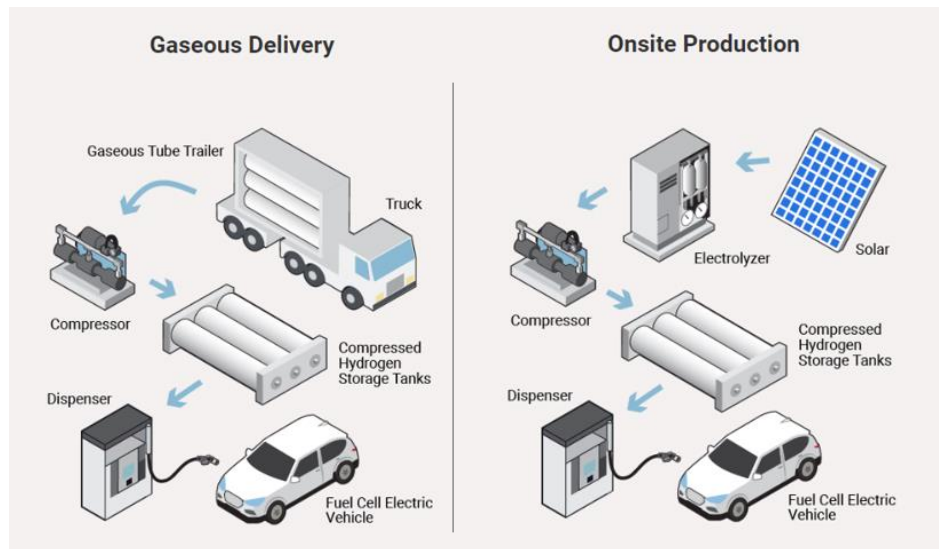 Gaseous Delivery
Gaseous Tube Trailer
Truck
Compressor
Compressed
Hydrogen
Storage Tanks
Dispenser
Fuel Cell Electric
Vehicle
Onsite Production
Electrolyzer
Solar
Compressor
Compressed
Hydrogen
Storage Tanks
Dispenser
Fuel Cell Electric
Vehicle